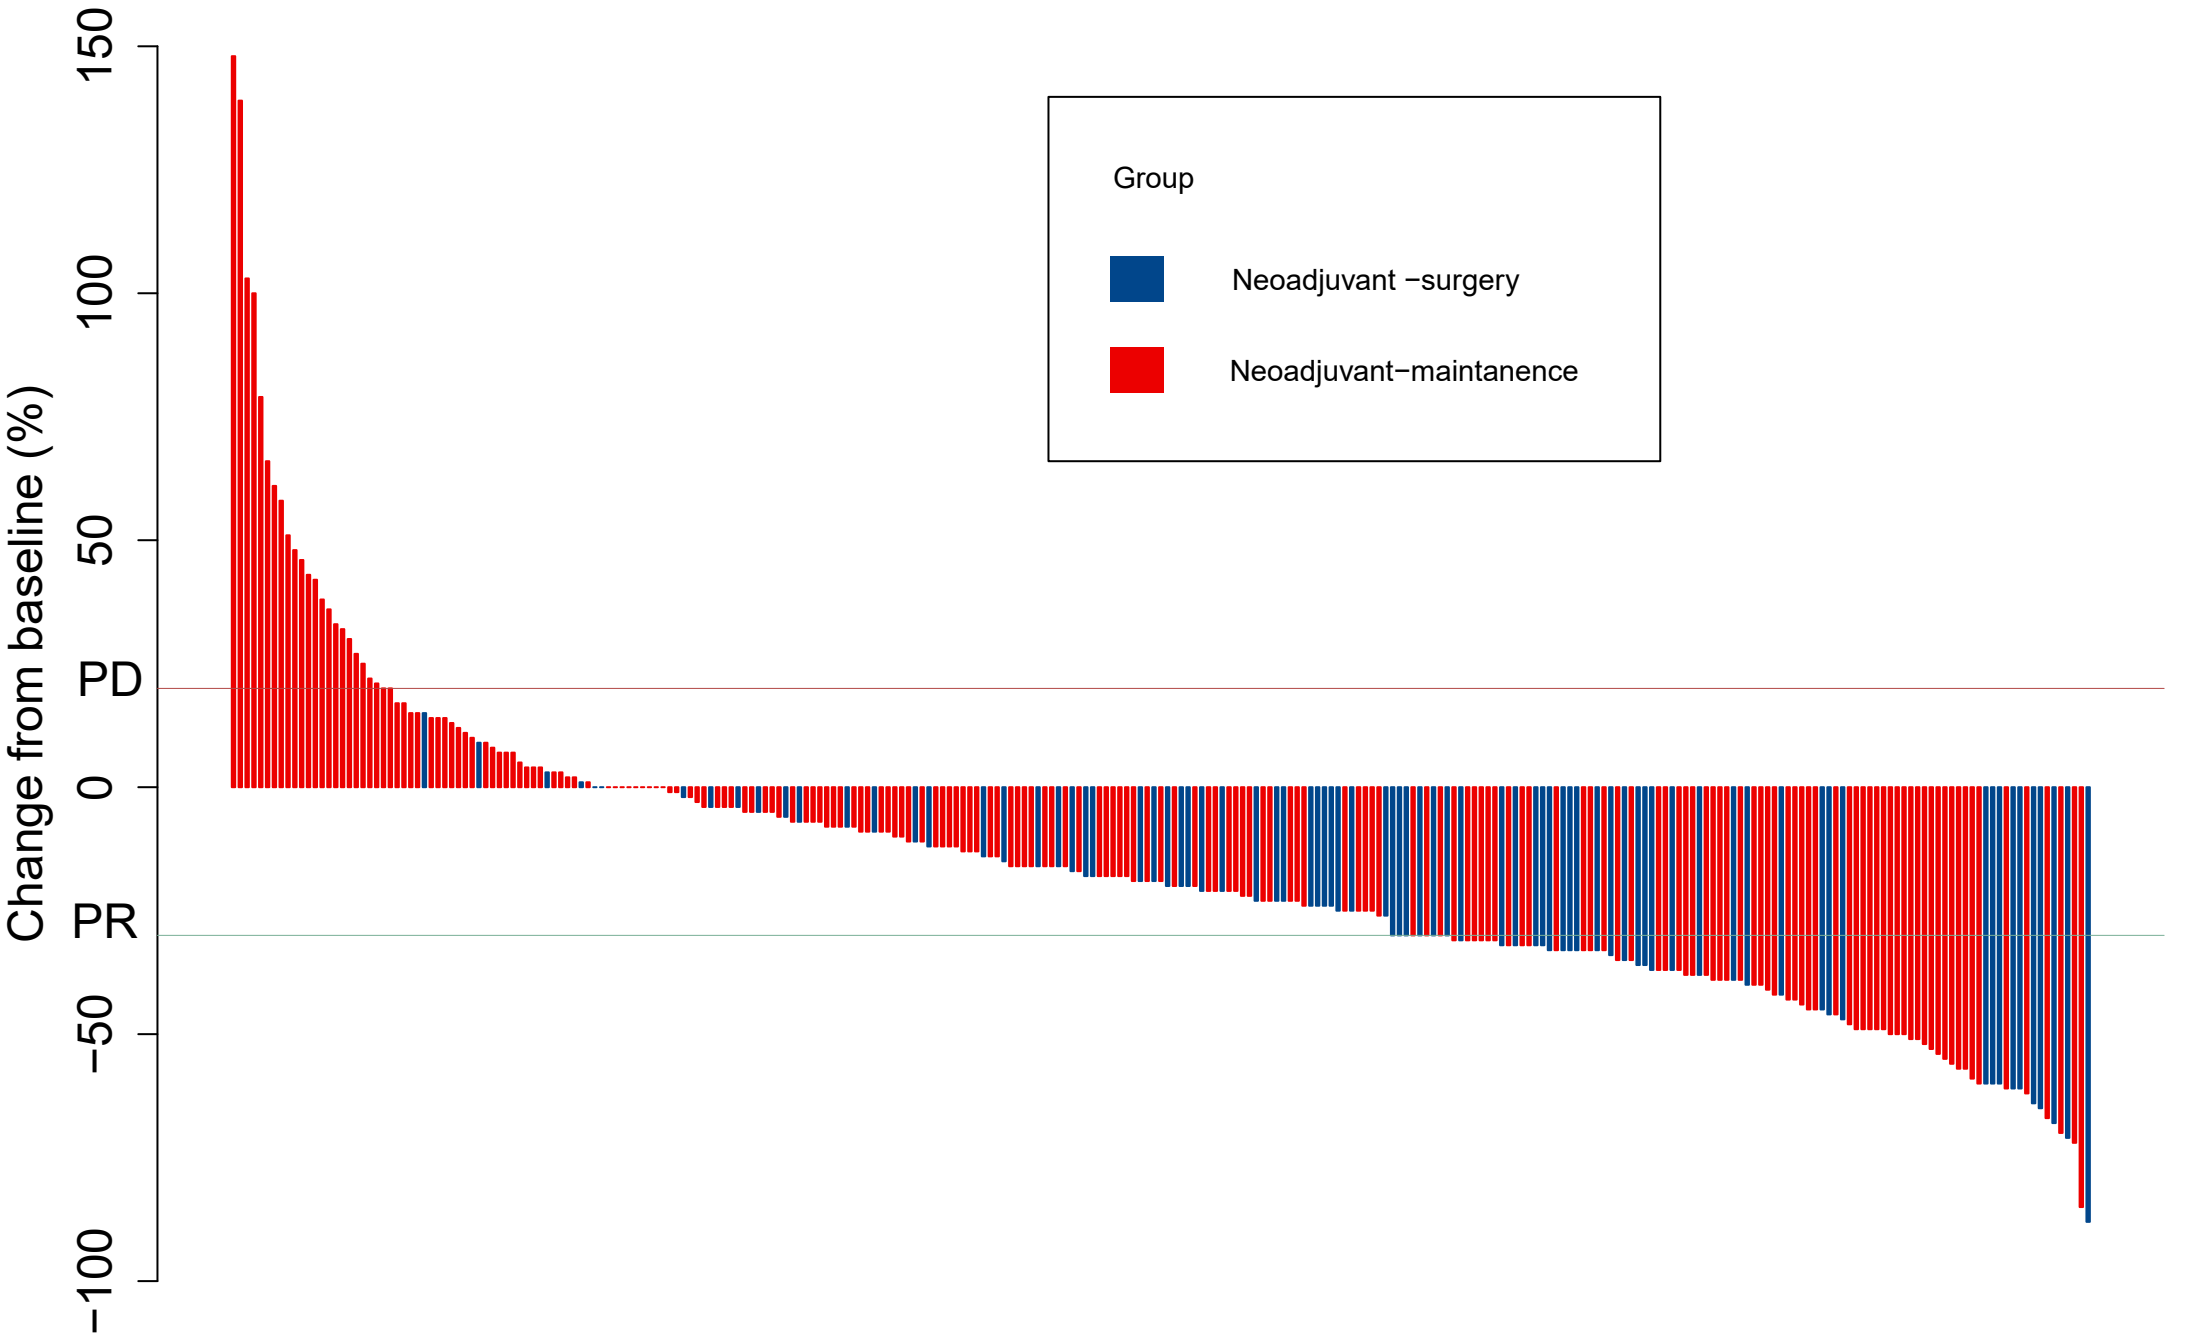 Change from baseline (%)
150
100
50
PD
0
PR
−50
−100
Group
Neoadjuvant −surgery
Neoadjuvant−maintanence